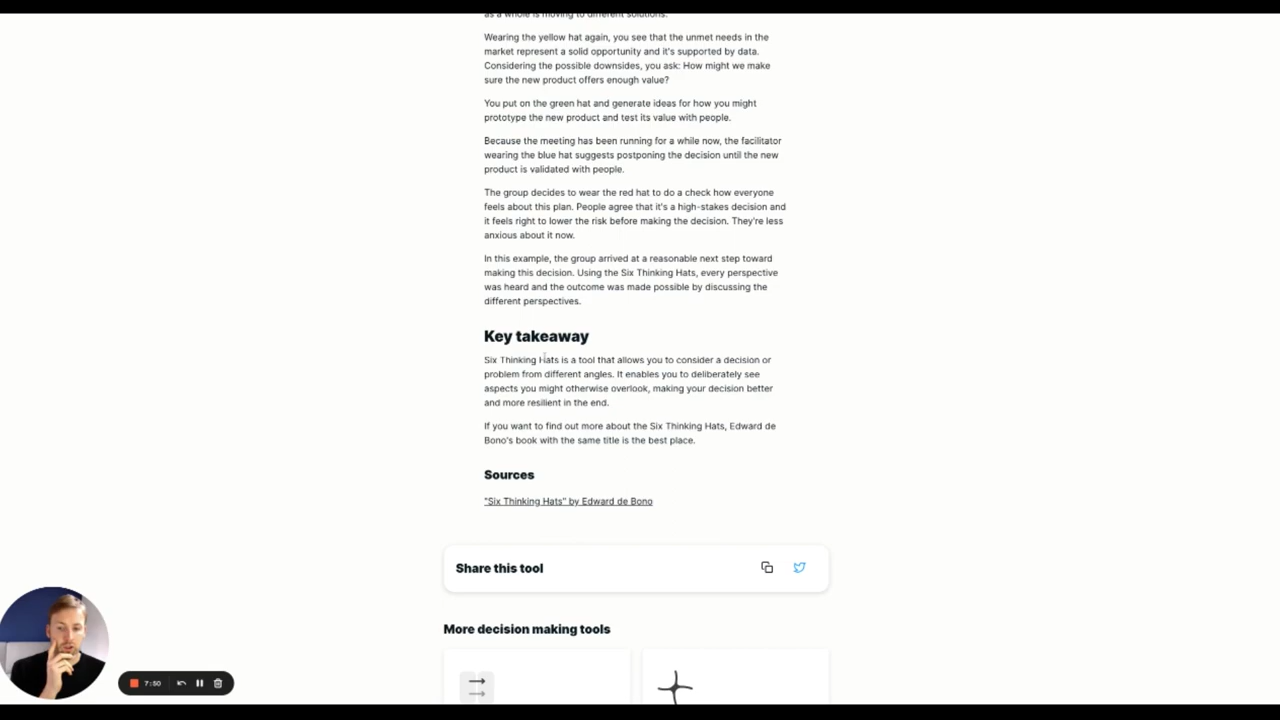 as a whole is moving to different solutions.
Wearing the yellow hat again, you see that the unmet needs in the
market represent a solid opportunity and it's supported by data.
Considering the possible downsides, you ask: How might we make
sure the new product offers enough value?
You put on the green hat and generate ideas for how you might
prototype the new product and test its value with people.
Because the meeting has been running for a while now, the facilitator
wearing the blue hat suggests postponing the decision until the new
product is validated with people.
The group decides to wear the red hat to do a check how everyone
feels about this plan. People agree that it's a high-stakes decision and
it feels right to lower the risk before making the decision. They're less
anxious about it now.
In this example, the group arrived at a reasonable next step toward
making this decision. Using the Six Thinking Hats, every perspective
was heard and the outcome was made possible by discussing the
different perspectives.
Key takeaway
Six Thinking Hats is a tool that allows you to consider a decision or
problem from different angles. It enables you to deliberately see
aspects you might otherwise overlook, making your decision better
and more resilient in the end.
If you want to find out more about the Six Thinking Hats, Edward de
Bono's book with the same title is the best place.
Sources
"Six Thinking Hats" by Edward de Bono
Share this tool
More decision making tools
7:50